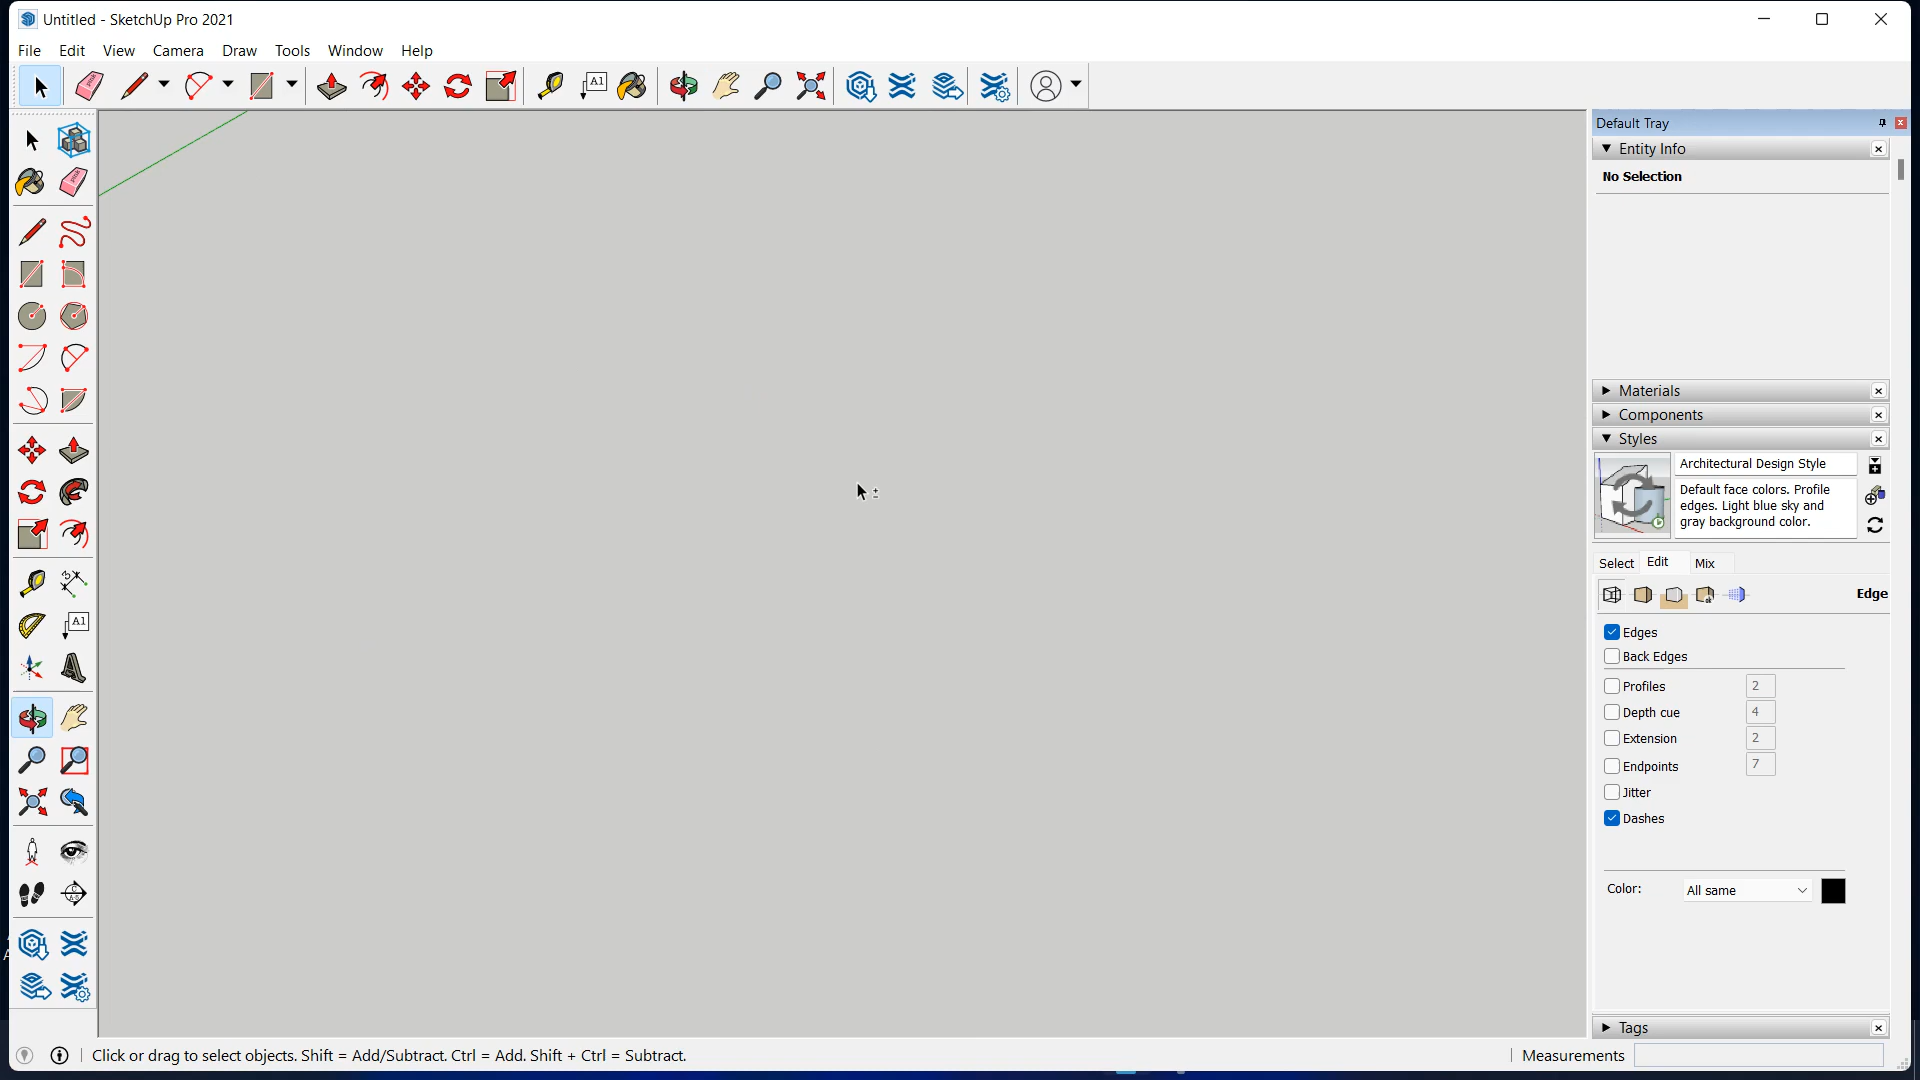 Untitled - SketchUp Pro 2021
File Edit View Camera Draw Tools Window Help
Default Tray
Entity Info
No Selection
Materials
Components
Styles
Architectural Design Style
Default face colors. Profile
edges. Light blue sky and
gray background color.
Select Edit Mix
Edge
Edges
Back Edges
Profiles 2
Depth cue 4
Extension 2
Endpoints 7
Jitter
Dashes
Color: All same
Tags
Click or drag to select objects. Shift = Add/Subtract. Ctrl = Add. Shift + Ctrl = Subtract.
Measurements